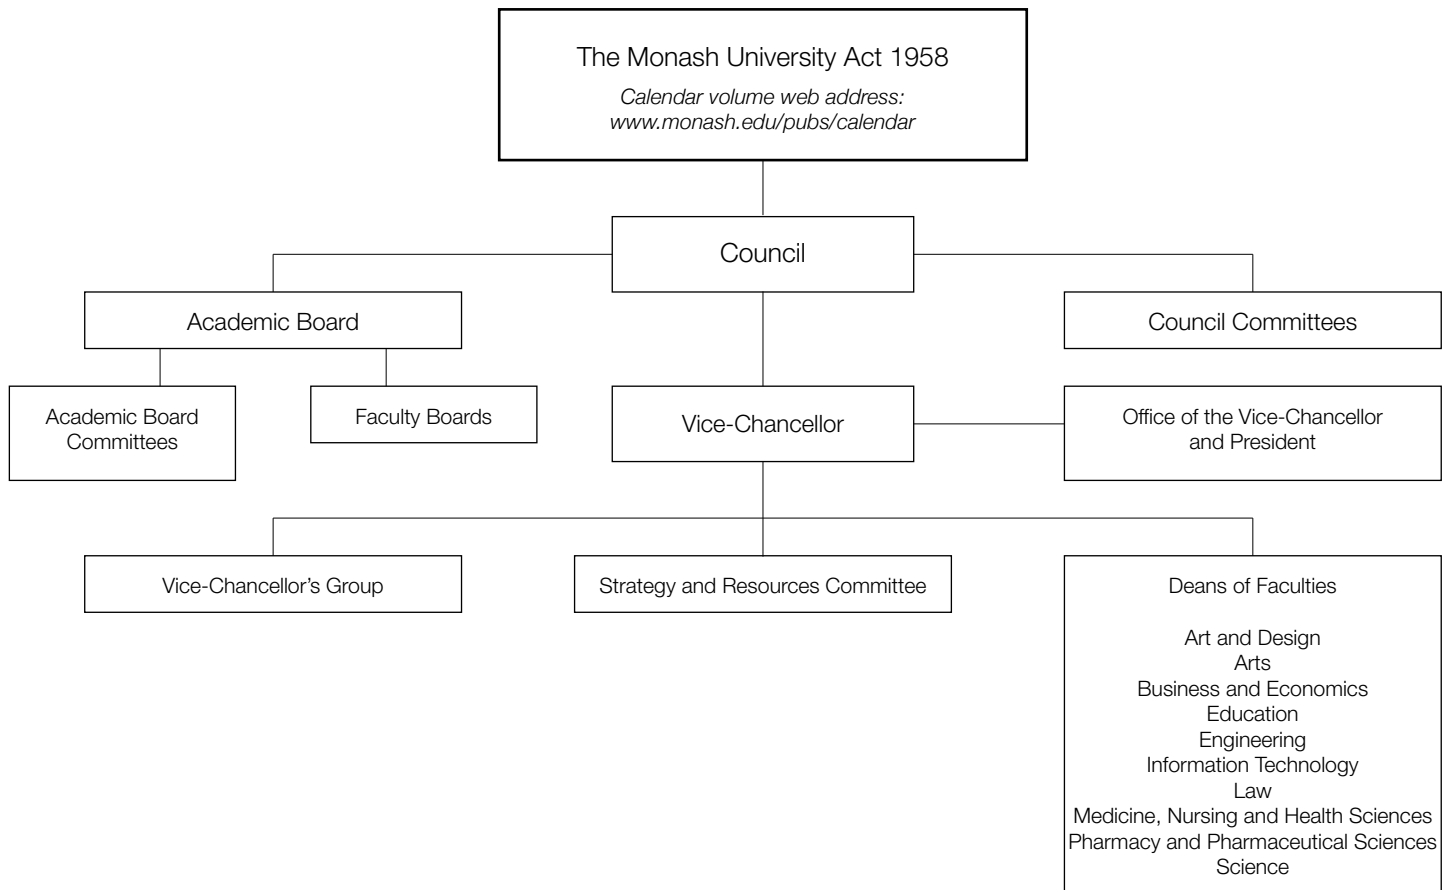 The Monash University Act 1958
Calendar volume web address:
www.monash.edu/pubs/calendar
Council
Academic Board
Council Committees
Academic Board
Committees
Faculty Boards
Vice-Chancellor
Office of the Vice-Chancellor
and President
Vice-Chancellor’s Group
Strategy and Resources Committee
Deans of Faculties
Art and Design
Arts
Business and Economics
Education
Engineering
Information Technology
Law
Medicine, Nursing and Health Sciences
Pharmacy and Pharmaceutical Sciences
Science